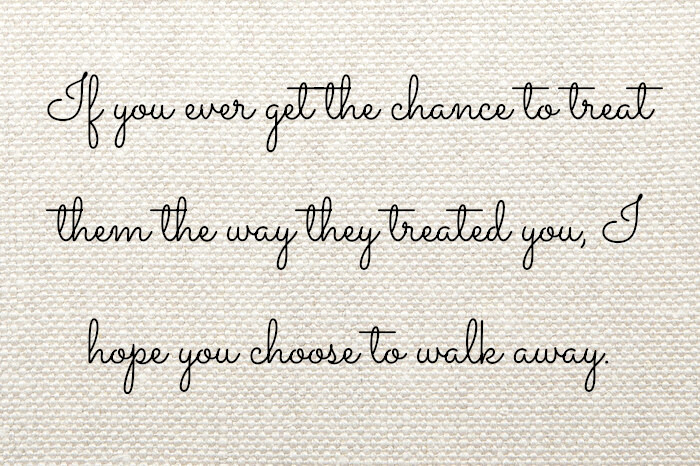 If you ever get the chance to treat
them the way they treated you, I
hope you choose to walk away.